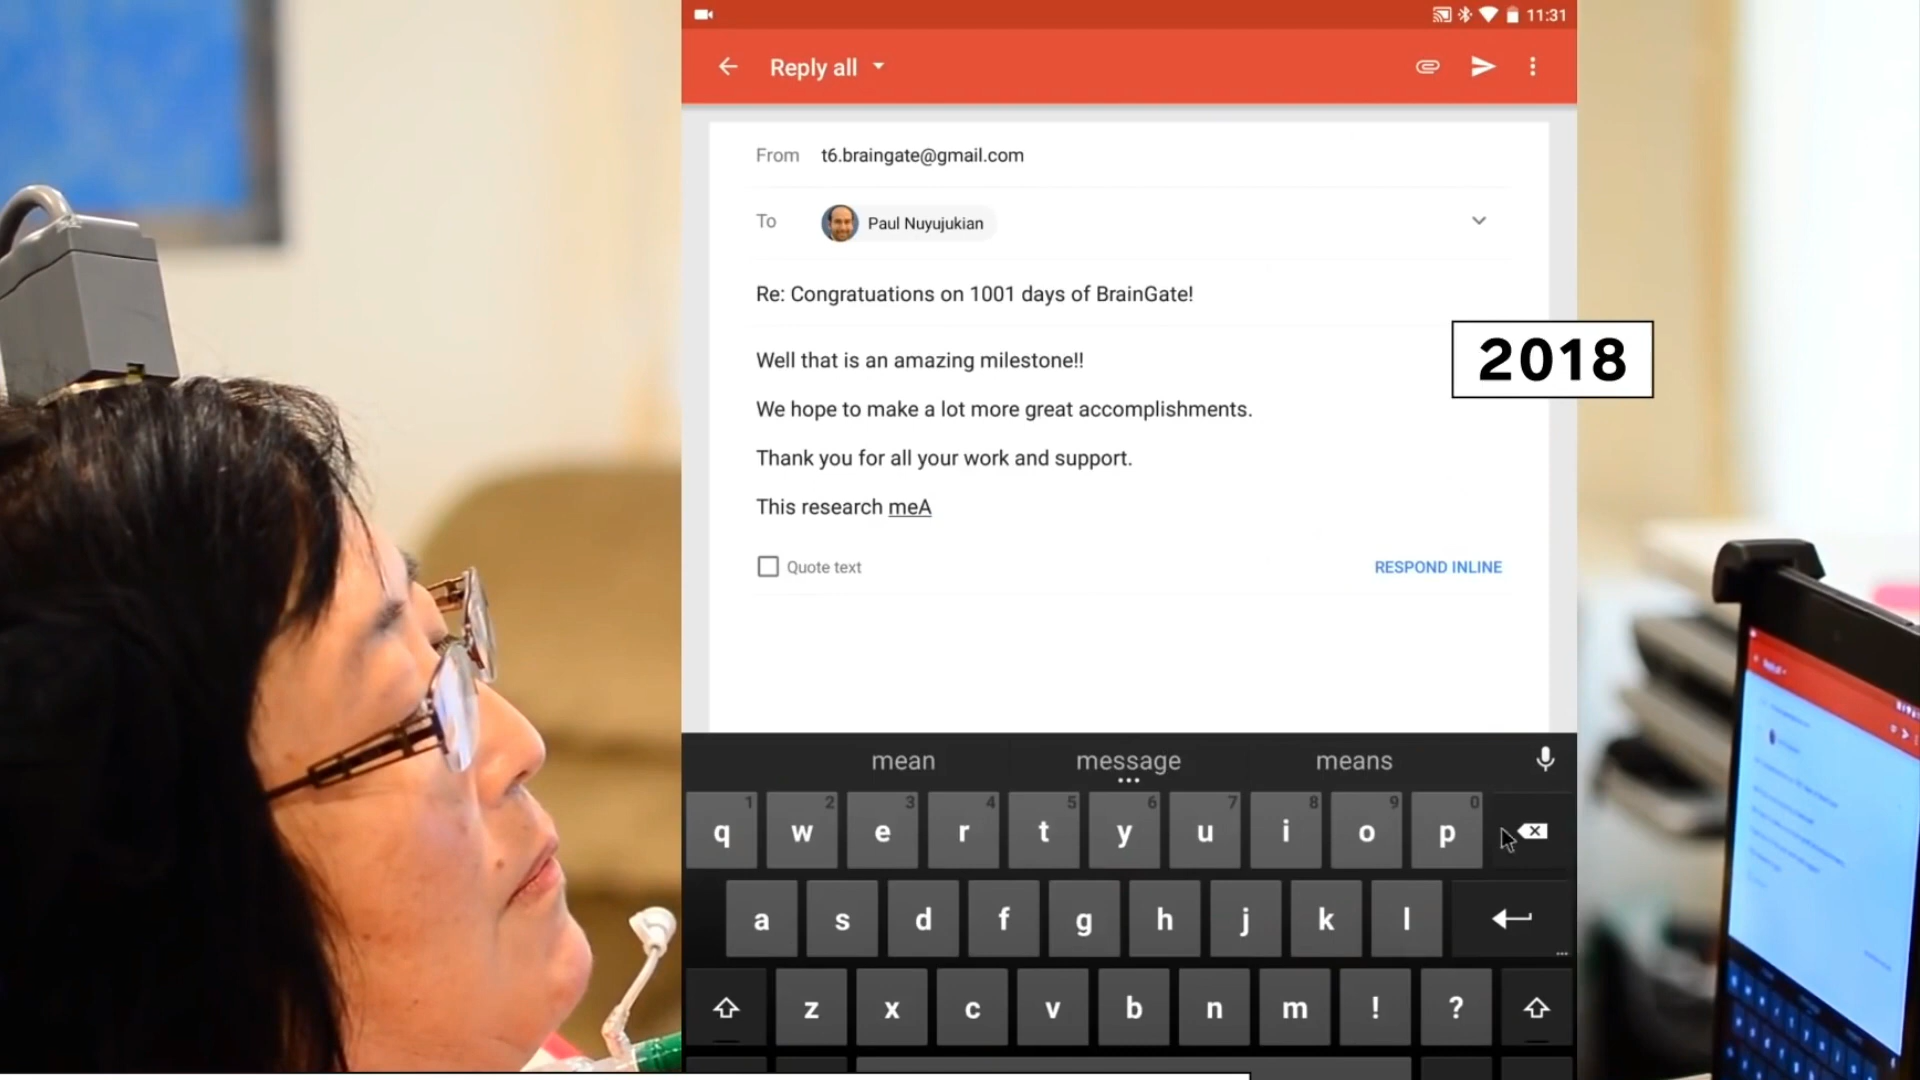 11:31
Reply all
From t6.braingate@gmail.com
To Paul Nuyujukian
Re: Congratuations on 1001 days of BrainGate!
2018
Well that is an amazing milestone!!
We hope to make a lot more great accomplishments.
Thank you for all your work and support.
This research meA
Quote text RESPOND INLINE
mean message means
1 2 3 4 5 6 7 8 9 0
q w e r t y u i o p
a s d f g h j k l
z x c v b n m ! ?